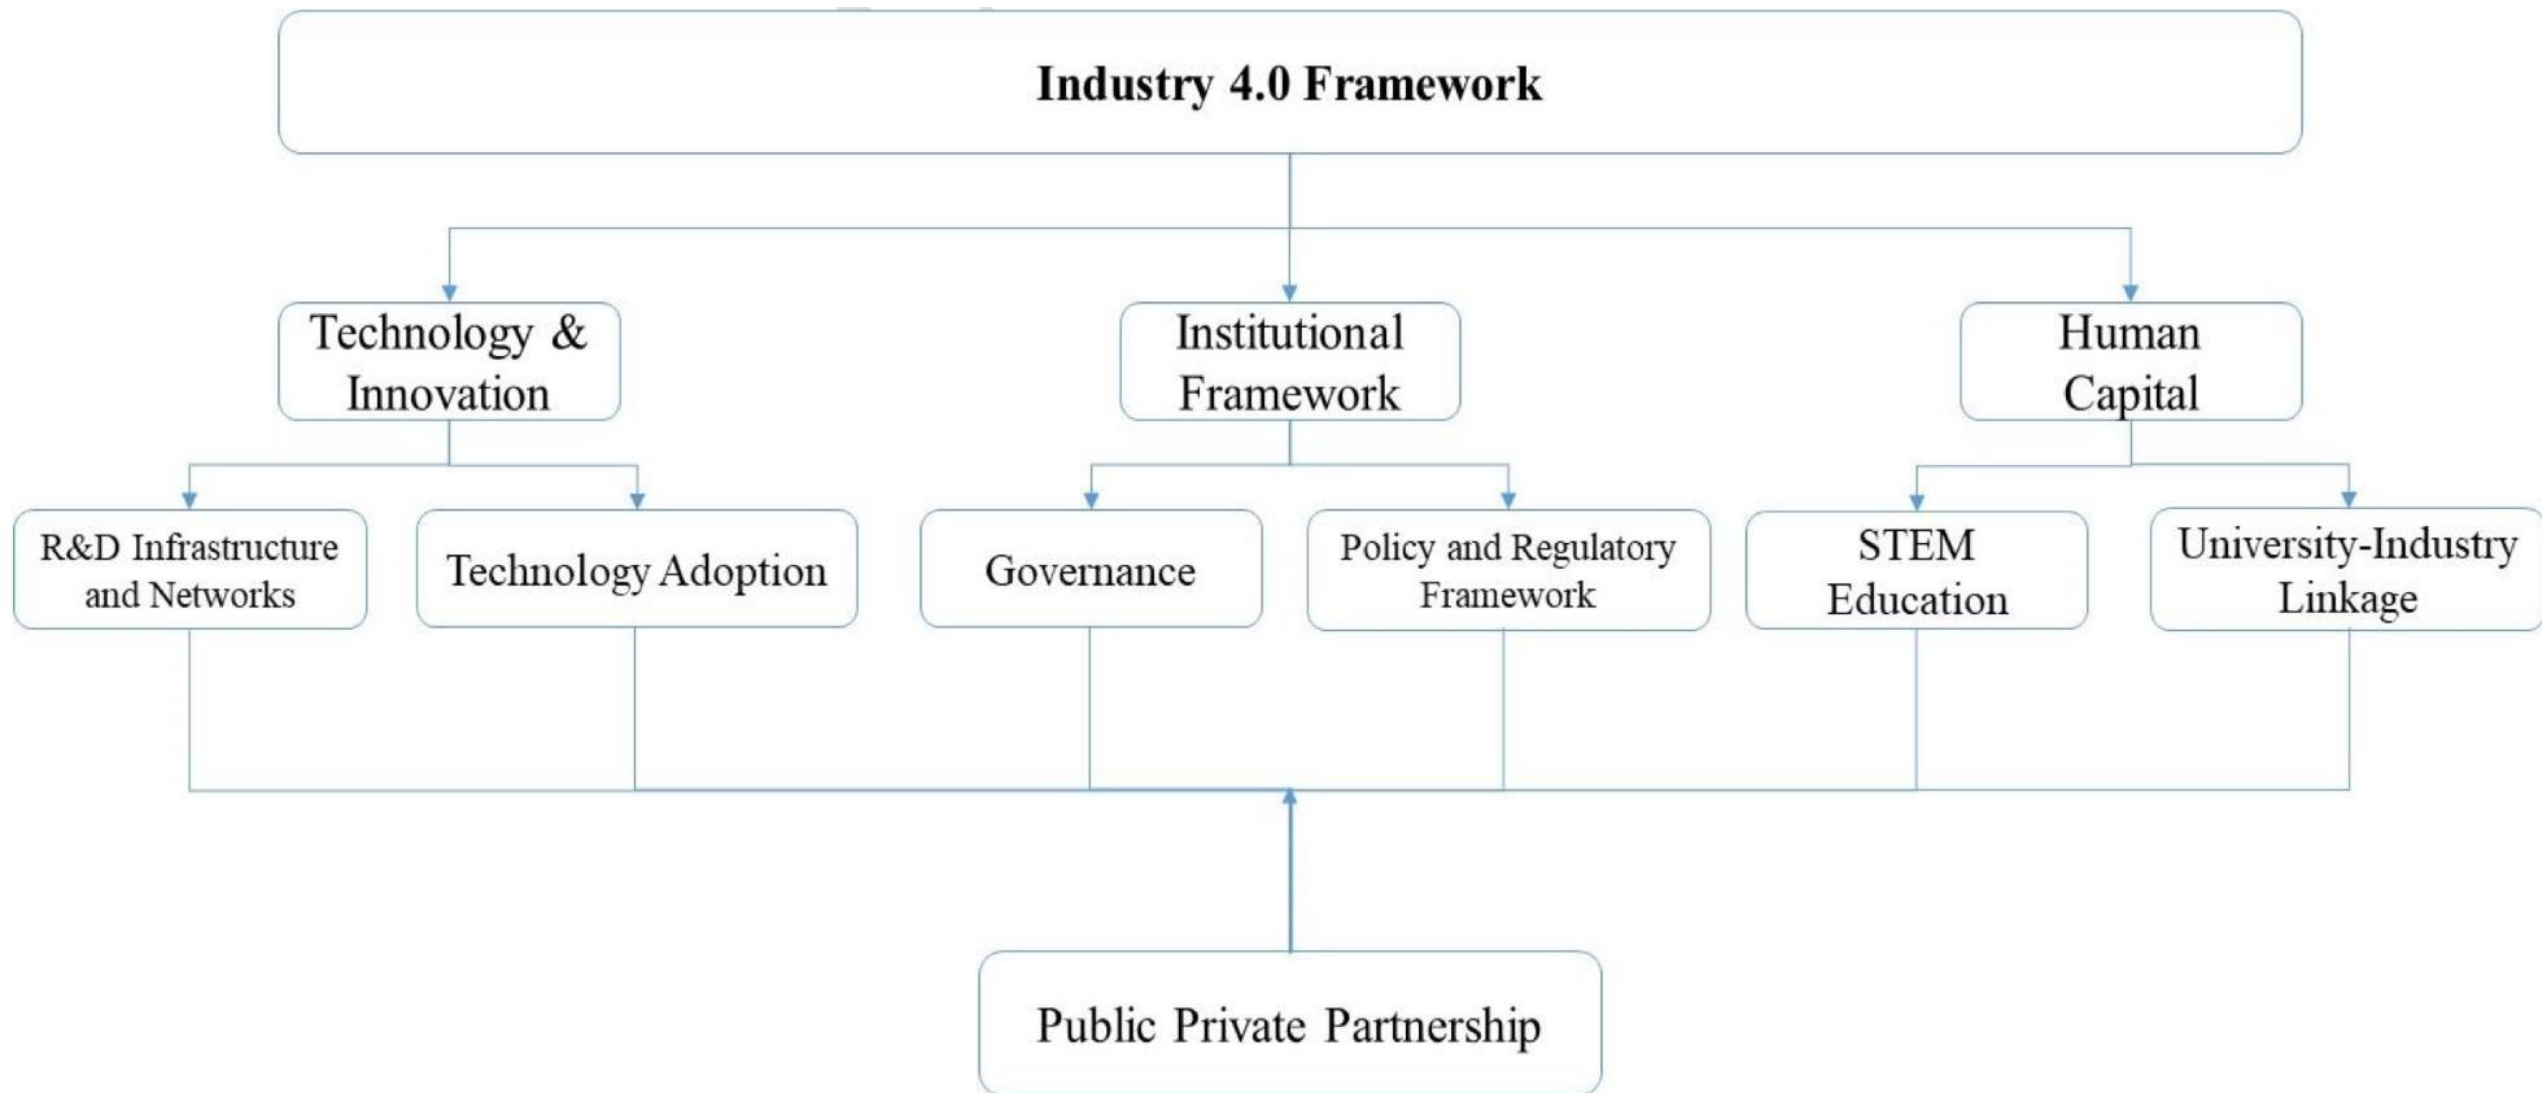 Industry 4.0 Framework
Technology &
Innovation
Institutional
Framework
Human
Capital
R&D Infrastructure
and Networks
Technology Adoption
Governance
Policy and Regulatory
Framework
STEM
Education
University-Industry
Linkage
Public Private Partnership